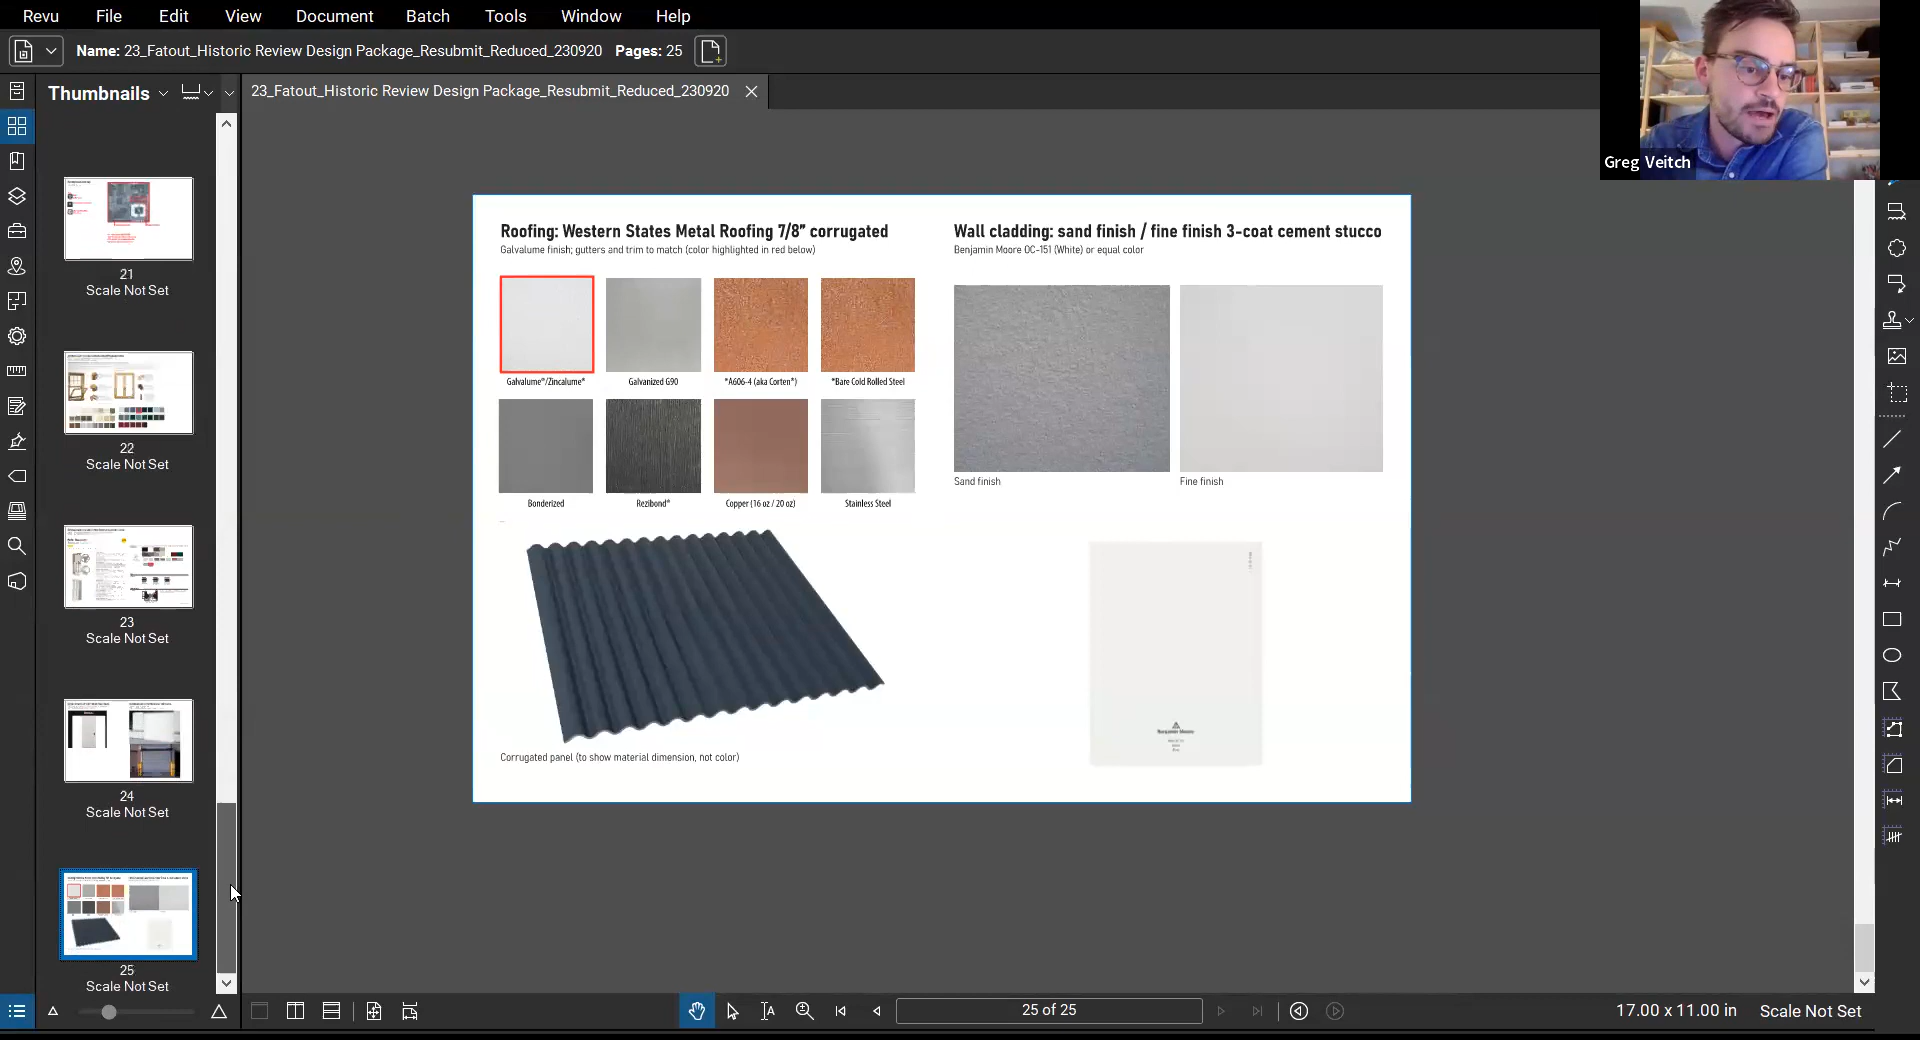 Revu File Edit View Document Batch Tools Window Help
Name: 23_Fatout_Historic Review Design Package_Resubmit_Reduced_230920 Pages: 25
Greg Veitch
Thumbnails
23_Fatout_Historic Review Design Package_Resubmit_Reduced_230920
21
Scale Not Set
22
Scale Not Set
23
Scale Not Set
24
Scale Not Set
25
Scale Not Set
Roofing: Western States Metal Roofing 7/8” corrugated
Galvalume finish; gutters and trim to match (color highlighted in red below)
Galvalume®/Zincalume®
Galvanized G90
*A606-4 (aka Corten®)
*Bare Cold Rolled Steel
Bonderized
Rezibond®
Copper (16 oz / 20 oz)
Stainless Steel
Corrugated panel (to show material dimension, not color)
Wall cladding: sand finish / fine finish 3-coat cement stucco
Benjamin Moore OC-151 (White) or equal color
Sand finish
Fine finish
Benjamin Moore
25 of 25
17.00 x 11.00 in
Scale Not Set